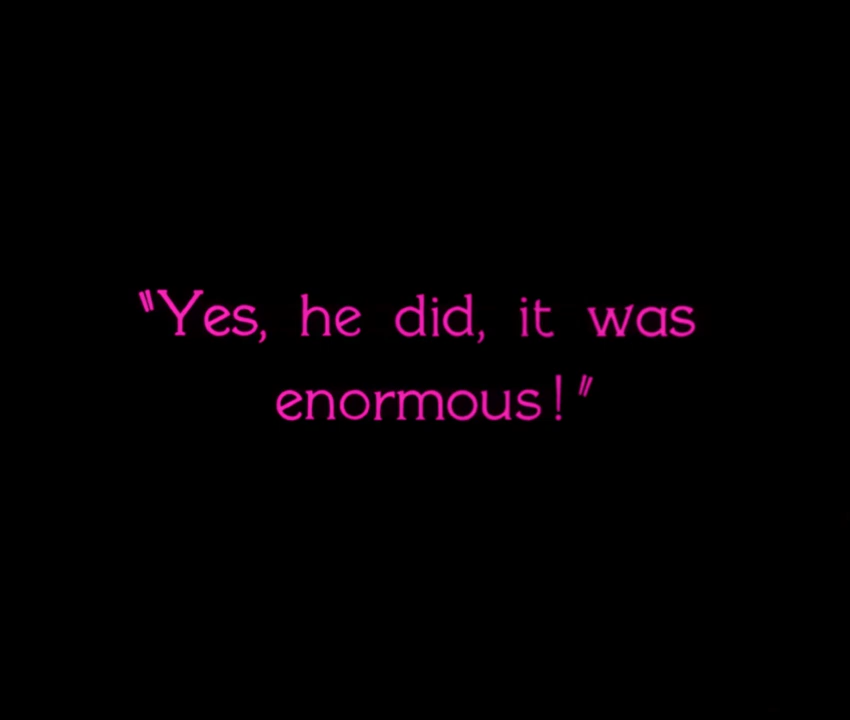 "Yes, he did, it was
enormous!"